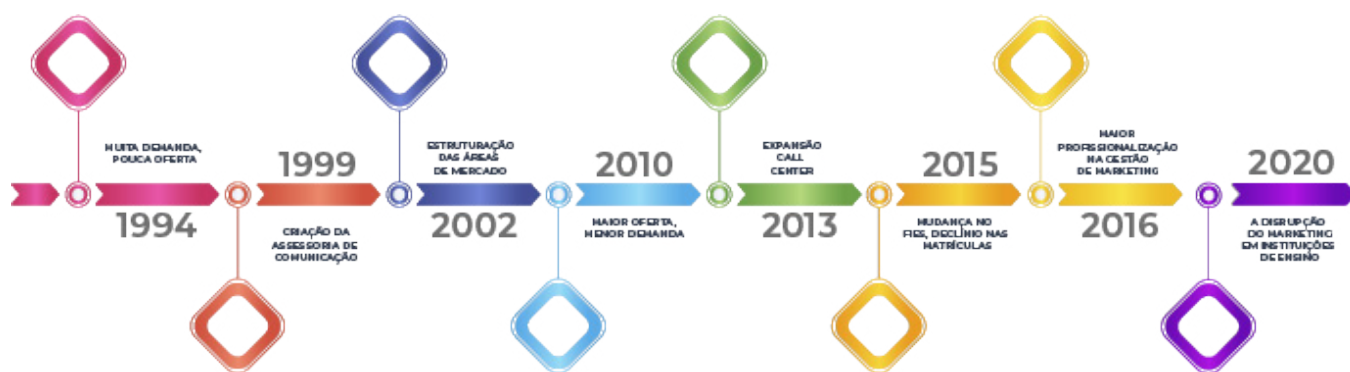 MUITA DEMANDA,
POUCA OFERTA
1994
1999
CRIAÇÃO DA
ASSESSORIA DE
COMUNICAÇÃO
ESTRUTURAÇÃO
DAS ÁREAS
DE MERCADO
2002
2010
MAIOR OFERTA,
MENOR DEMANDA
EXPANSÃO
CALL
CENTER
2013
2015
MUDANÇA NO
FIES, DECLÍNIO NAS
MATRÍCULAS
MAIOR
PROFISSIONALIZAÇÃO
NA GESTÃO
DE MARKETING
2016
2020
A DISRUPÇÃO
DO MARKETING
EM INSTITUIÇÕES
DE ENSINO